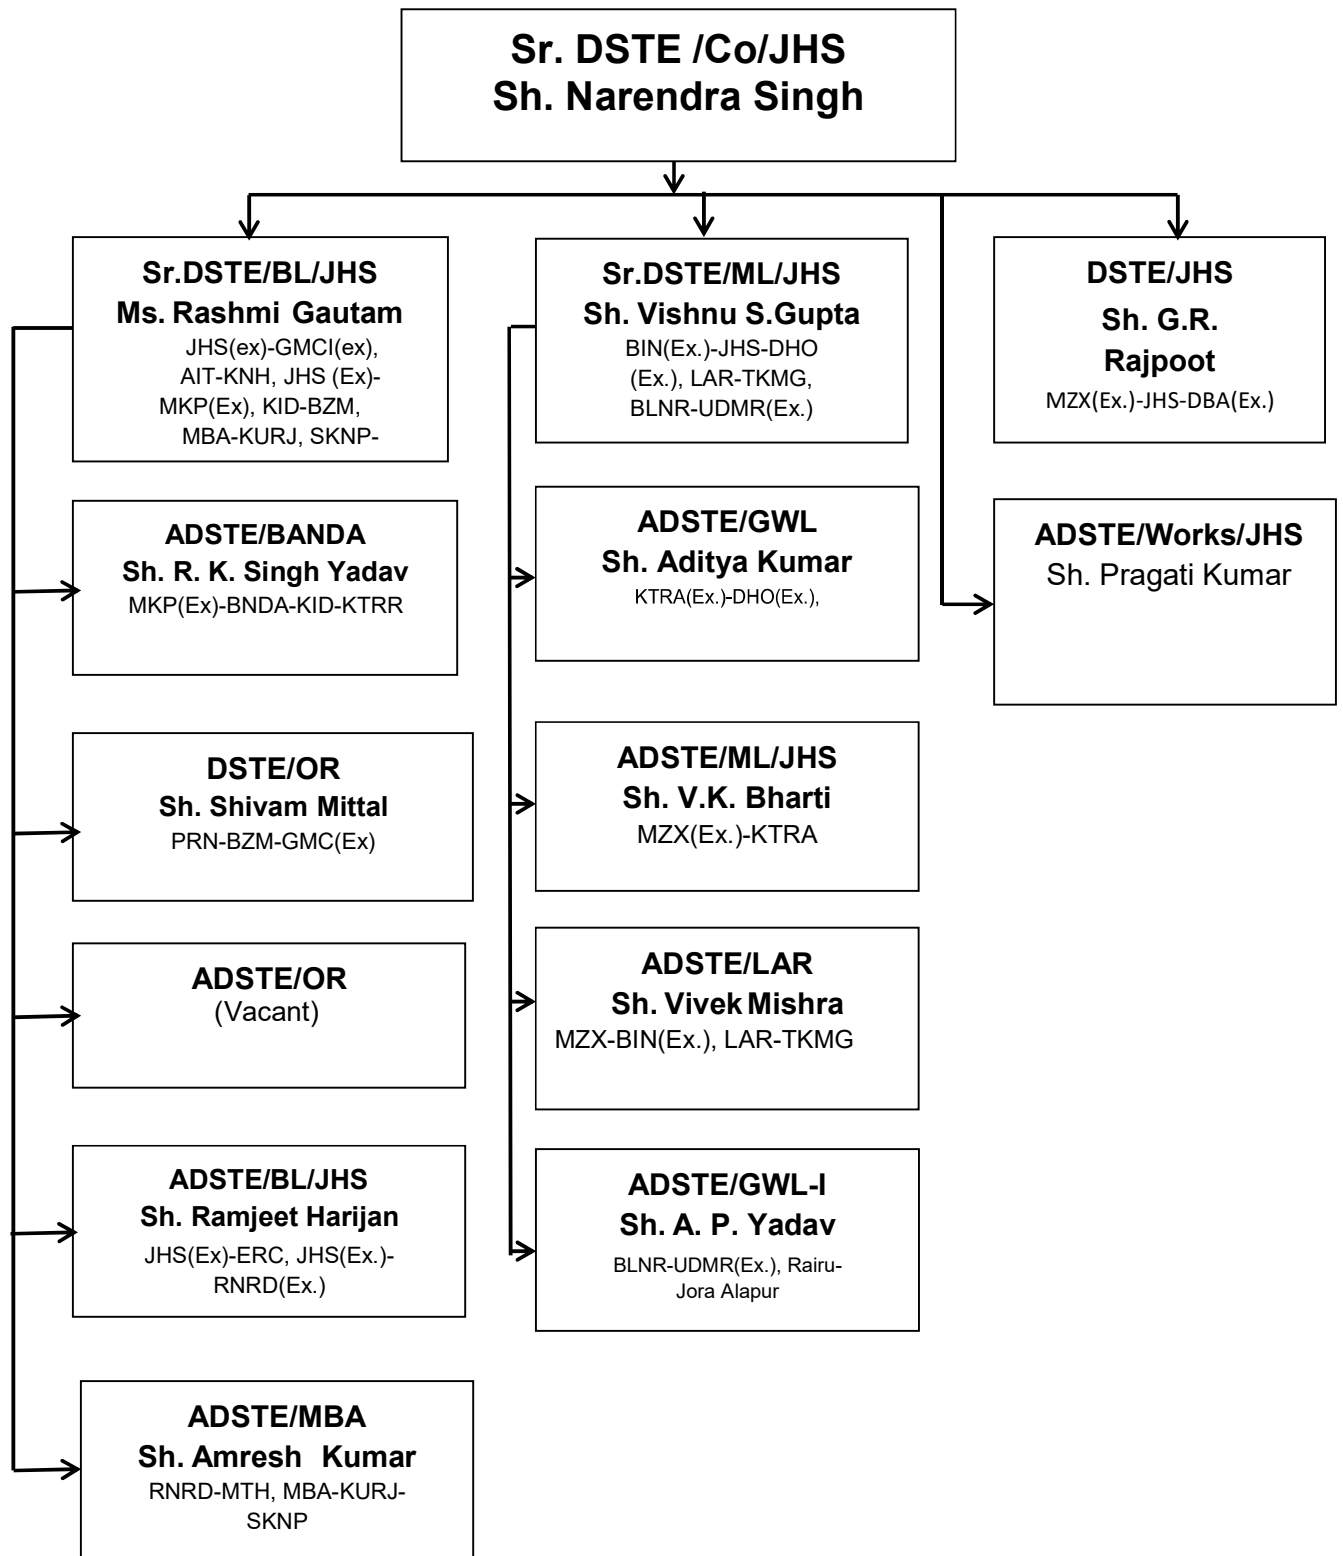 Sr. DSTE /Co/JHS
Sh. Narendra Singh
Sr.DSTE/BL/JHS
Ms. Rashmi Gautam
JHS(ex)-GMCI(ex),
AIT-KNH, JHS (Ex)-
MKP(Ex), KID-BZM,
MBA-KURJ, SKNP-
Sr.DSTE/ML/JHS
Sh. Vishnu S.Gupta
BIN(Ex.)-JHS-DHO
(Ex.), LAR-TKMG,
BLNR-UDMR(Ex.)
DSTE/JHS
Sh. G.R.
Rajpoot
MZX(Ex.)-JHS-DBA(Ex.)
ADSTE/BANDA
Sh. R. K. Singh Yadav
MKP(Ex)-BNDA-KID-KTRR
ADSTE/GWL
Sh. Aditya Kumar
KTRA(Ex.)-DHO(Ex.),
ADSTE/Works/JHS
Sh. Pragati Kumar
DSTE/OR
Sh. Shivam Mittal
PRN-BZM-GMC(Ex)
ADSTE/ML/JHS
Sh. V.K. Bharti
MZX(Ex.)-KTRA
ADSTE/OR
(Vacant)
ADSTE/LAR
Sh. Vivek Mishra
MZX-BIN(Ex.), LAR-TKMG
ADSTE/BL/JHS
Sh. Ramjeet Harijan
JHS(Ex)-ERC, JHS(Ex.)-
RNRD(Ex.)
ADSTE/GWL-I
Sh. A. P. Yadav
BLNR-UDMR(Ex.), Rairu-
Jora Alapur
ADSTE/MBA
Sh. Amresh Kumar
RNRD-MTH, MBA-KURJ-
SKNP